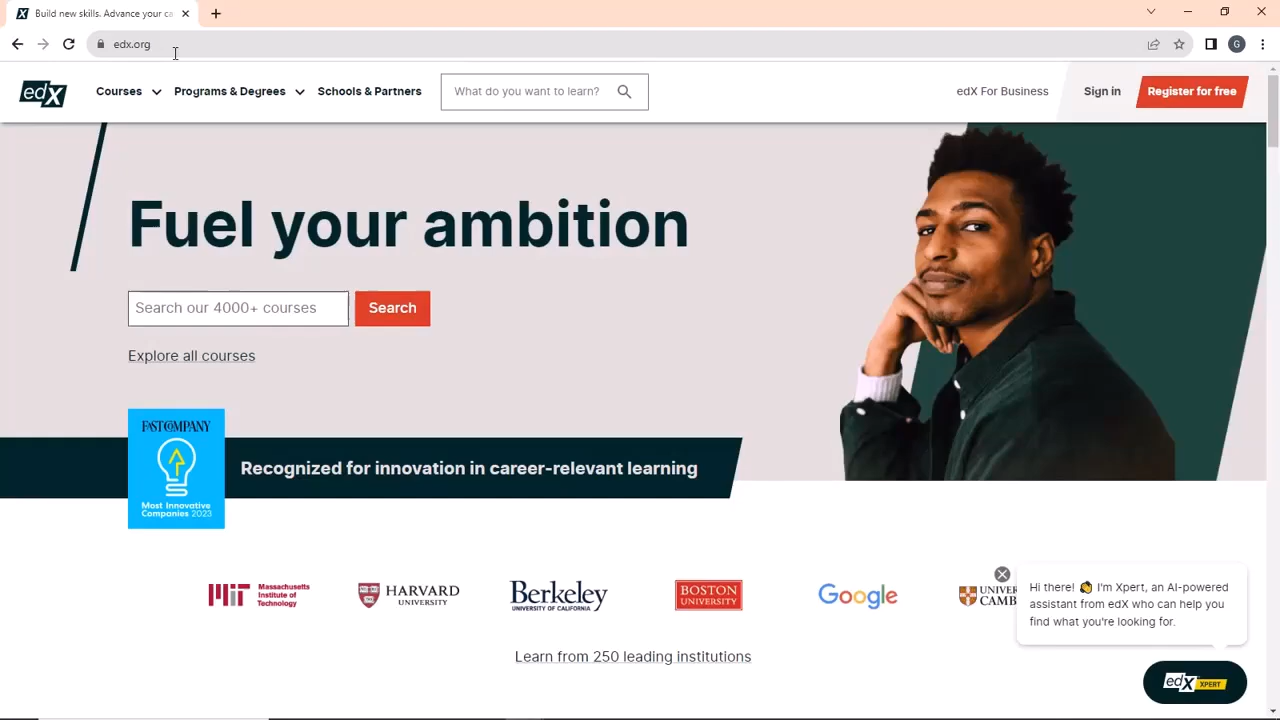 Build new skills. Advance your ca
edx.org
G
edX
Courses
Programs & Degrees
Schools & Partners
What do you want to learn?
edX For Business
Sign in
Register for free
Fuel your ambition
Search our 4000+ courses
Search
Explore all courses
FAST COMPANY
Most Innovative
Companies 2023
Recognized for innovation in career-relevant learning
Massachusetts
Institute of
Technology
HARVARD
UNIVERSITY
Berkeley
UNIVERSITY OF CALIFORNIA
BOSTON
UNIVERSITY
Google
UNIVER
CAMB
Hi there! 👋 I'm Xpert, an AI-powered
assistant from edX who can help you
find what you're looking for.
Learn from 250 leading institutions
edX XPERT